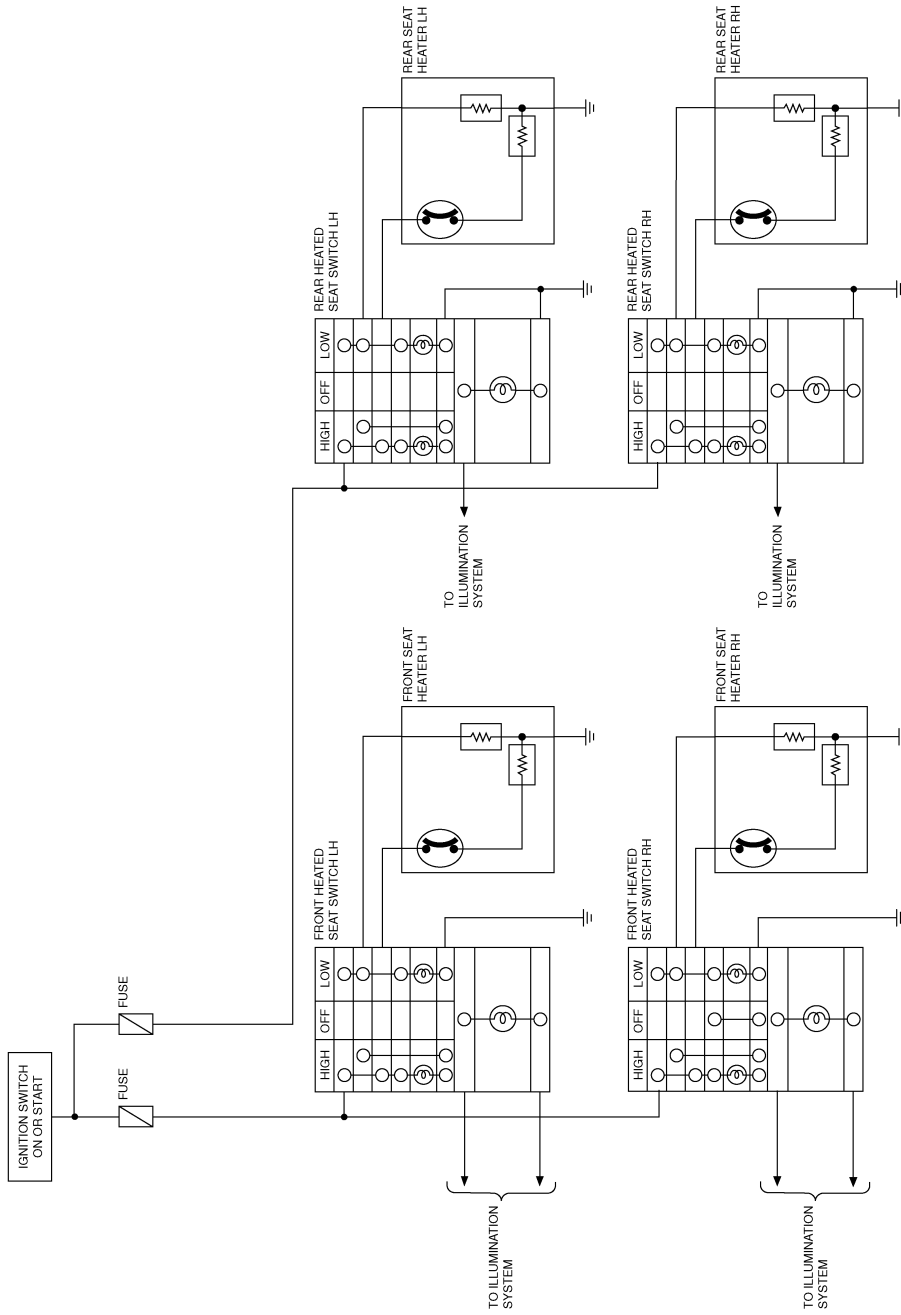 IGNITION SWITCH
ON OR START
FUSE
FUSE
TO ILLUMINATION
SYSTEM
FRONT HEATED
SEAT SWITCH LH
HIGH
OFF
LOW
FRONT SEAT
HEATER LH
TO
ILLUMINATION
SYSTEM
REAR HEATED
SEAT SWITCH LH
HIGH
OFF
LOW
REAR SEAT
HEATER LH
TO ILLUMINATION
SYSTEM
FRONT HEATED
SEAT SWITCH RH
HIGH
OFF
LOW
FRONT SEAT
HEATER RH
TO
ILLUMINATION
SYSTEM
REAR HEATED
SEAT SWITCH RH
HIGH
OFF
LOW
REAR SEAT
HEATER RH